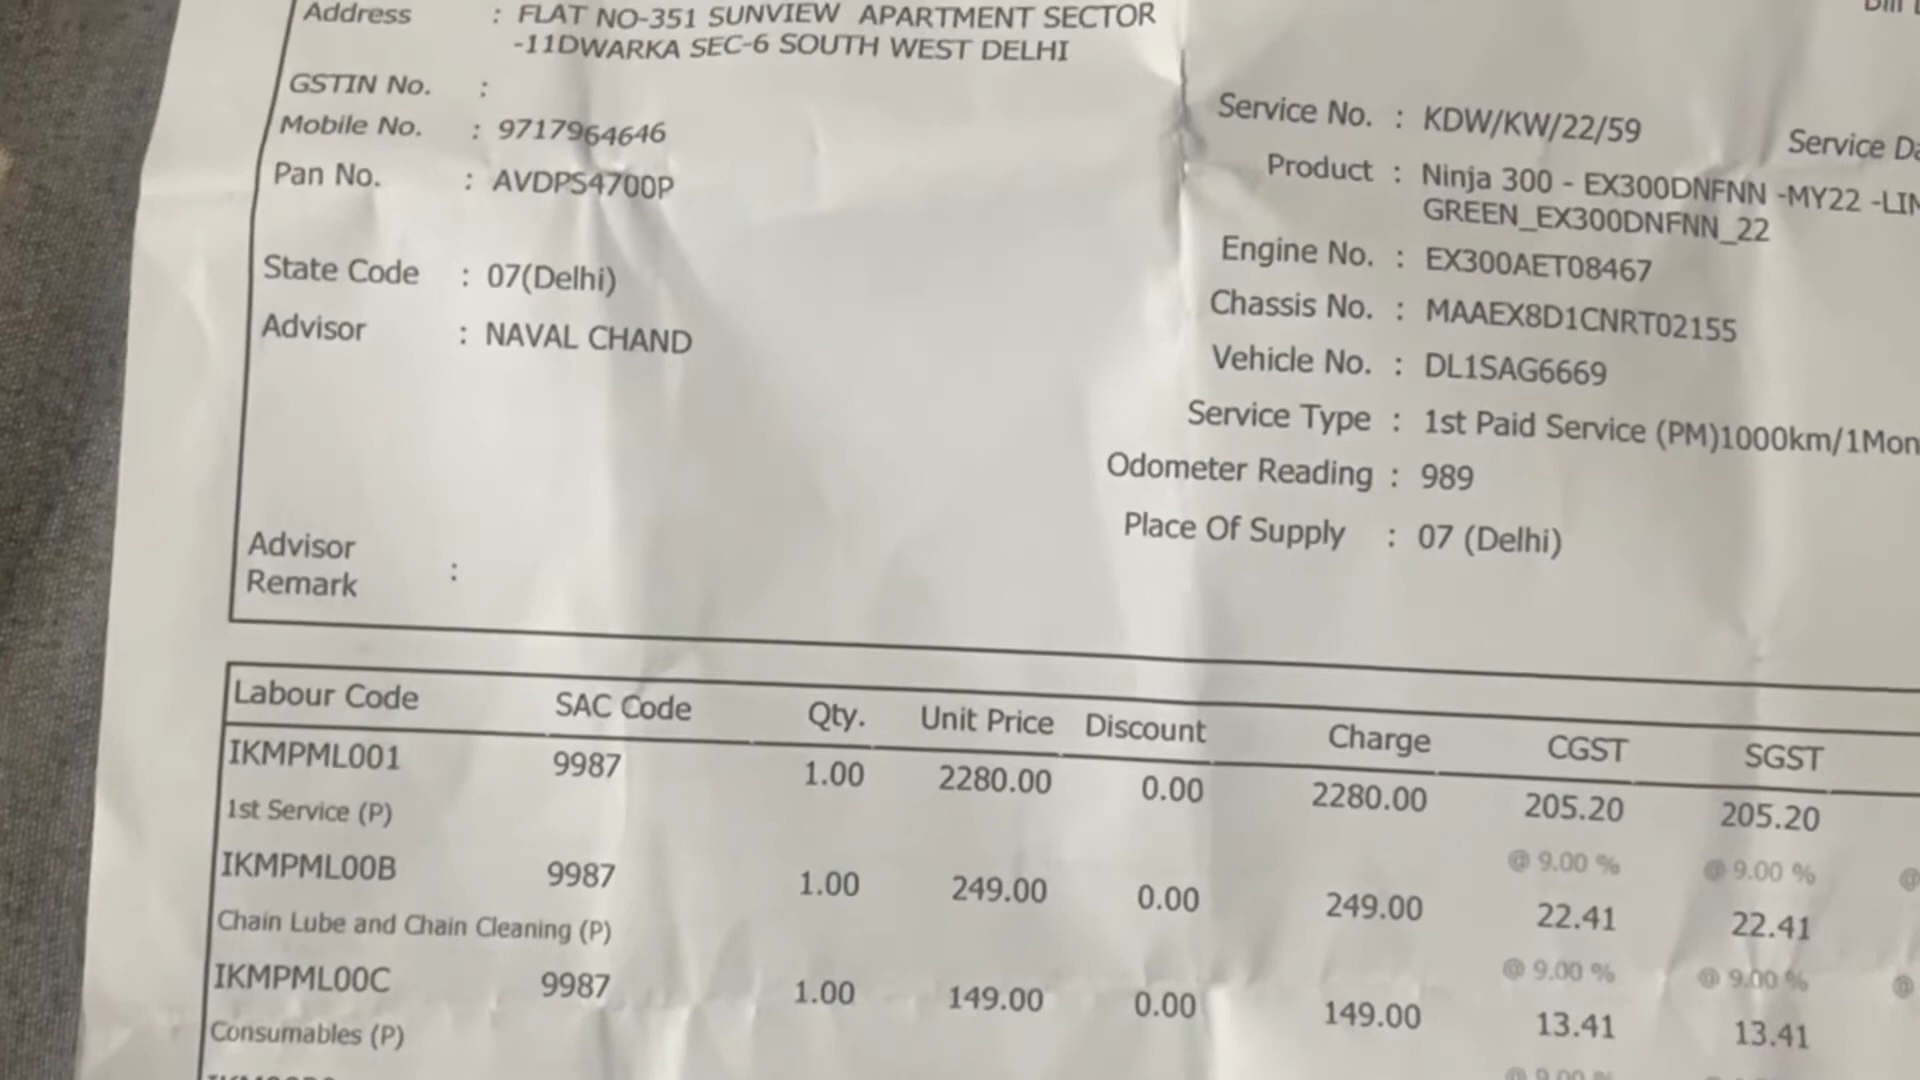 Address : FLAT NO-351 SUNVIEW APARTMENT SECTOR
-11DWARKA SEC-6 SOUTH WEST DELHI
GSTIN No. :
Mobile No. : 9717964646
Pan No. : AVDPS4700P
State Code : 07(Delhi)
Advisor : NAVAL CHAND
Advisor
Remark :
Service No. : KDW/KW/22/59
Service Da
Product : Ninja 300 - EX300DNFNN -MY22 -LIM
GREEN_EX300DNFNN_22
Engine No. : EX300AET08467
Chassis No. : MAAEX8D1CNRT02155
Vehicle No. : DL1SAG6669
Service Type : 1st Paid Service (PM)1000km/1Mon
Odometer Reading : 989
Place Of Supply : 07 (Delhi)
Labour Code SAC Code Qty. Unit Price Discount Charge CGST SGST
IKMPML001 9987 1.00 2280.00 0.00 2280.00 205.20 205.20
1st Service (P) @ 9.00 % @ 9.00 % @
IKMPML00B 9987 1.00 249.00 0.00 249.00 22.41 22.41
Chain Lube and Chain Cleaning (P) @ 9.00 % @ 9.00 % @
IKMPML00C 9987 1.00 149.00 0.00 149.00 13.41 13.41
Consumables (P) @ 9.00 %